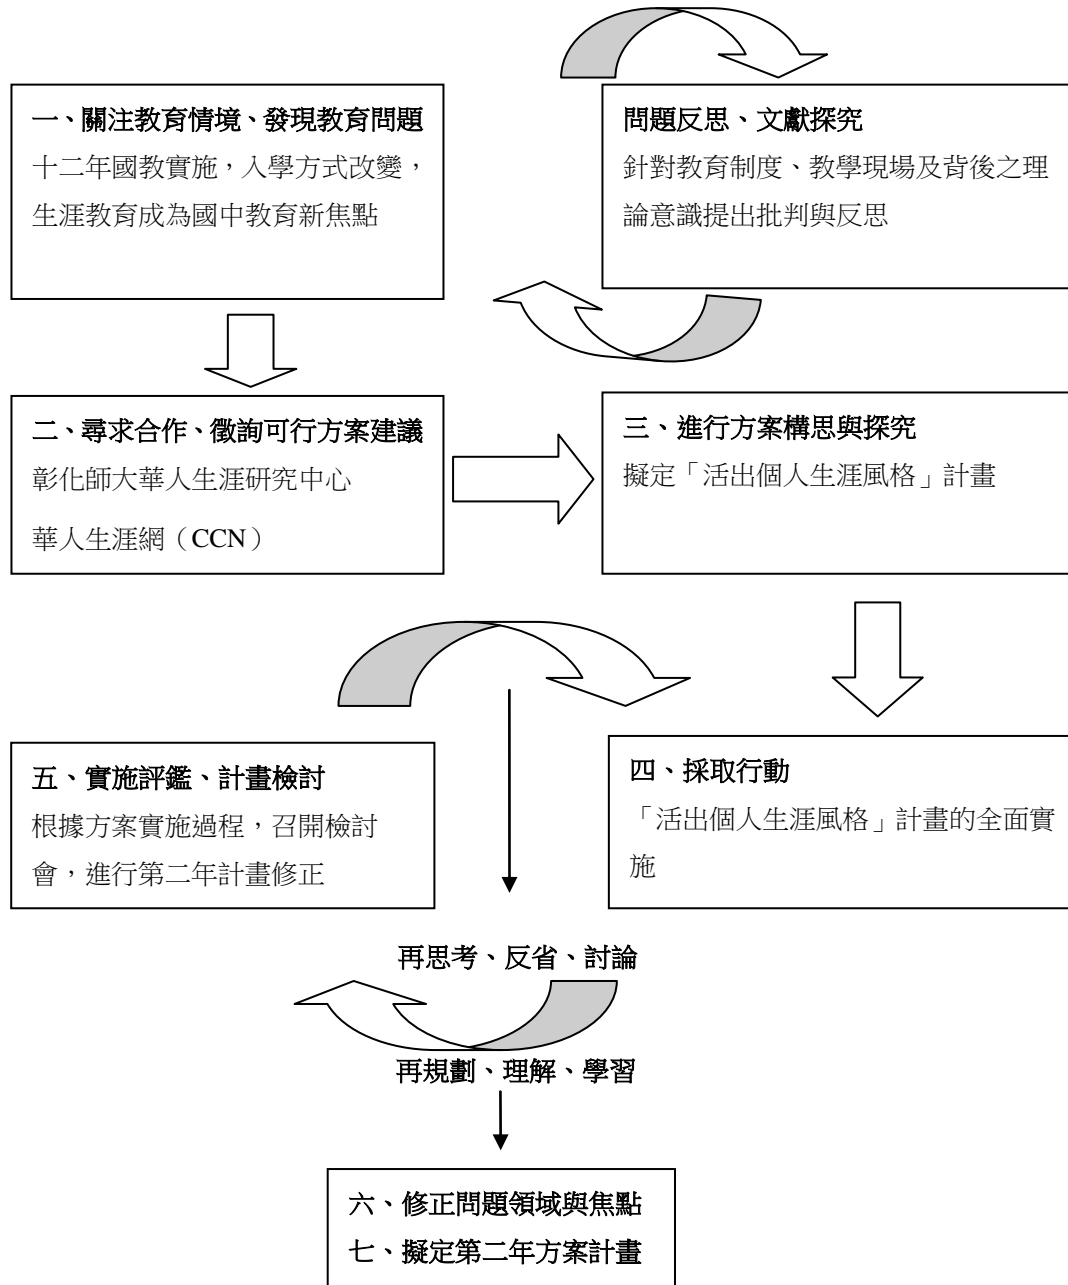 一、關注教育情境、發現教育問題
十二年國教實施，入學方式改變，
生涯教育成為國中教育新焦點
問題反思、文獻探究
針對教育制度、教學現場及背後之理
論意識提出批判與反思
二、尋求合作、徵詢可行方案建議
彰化師大華人生涯研究中心
華人生涯網（CCN）
三、進行方案構思與探究
擬定「活出個人生涯風格」計畫
四、採取行動
「活出個人生涯風格」計畫的全面實
施
五、實施評鑑、計畫檢討
根據方案實施過程，召開檢討
會，進行第二年計畫修正
再思考、反省、討論
再規劃、理解、學習
六、修正問題領域與焦點
七、擬定第二年方案計畫